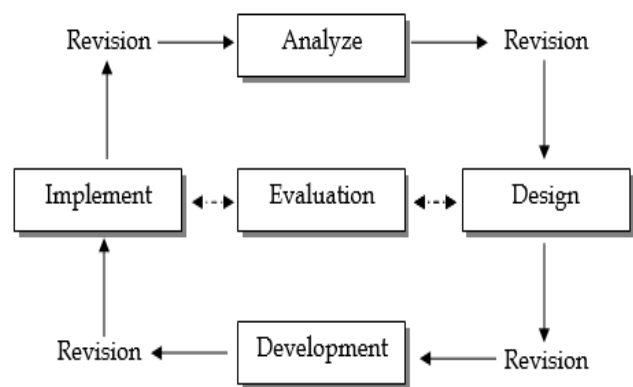 Revision
Analyze
Revision
Implement
Evaluation
Design
Revision
Development
Revision